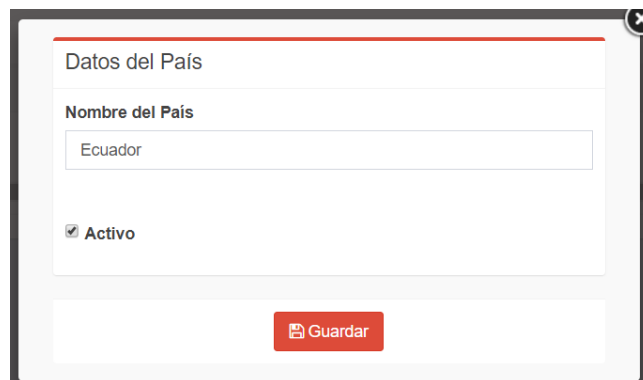 Datos del País
Nombre del País
Ecuador
Activo
Guardar